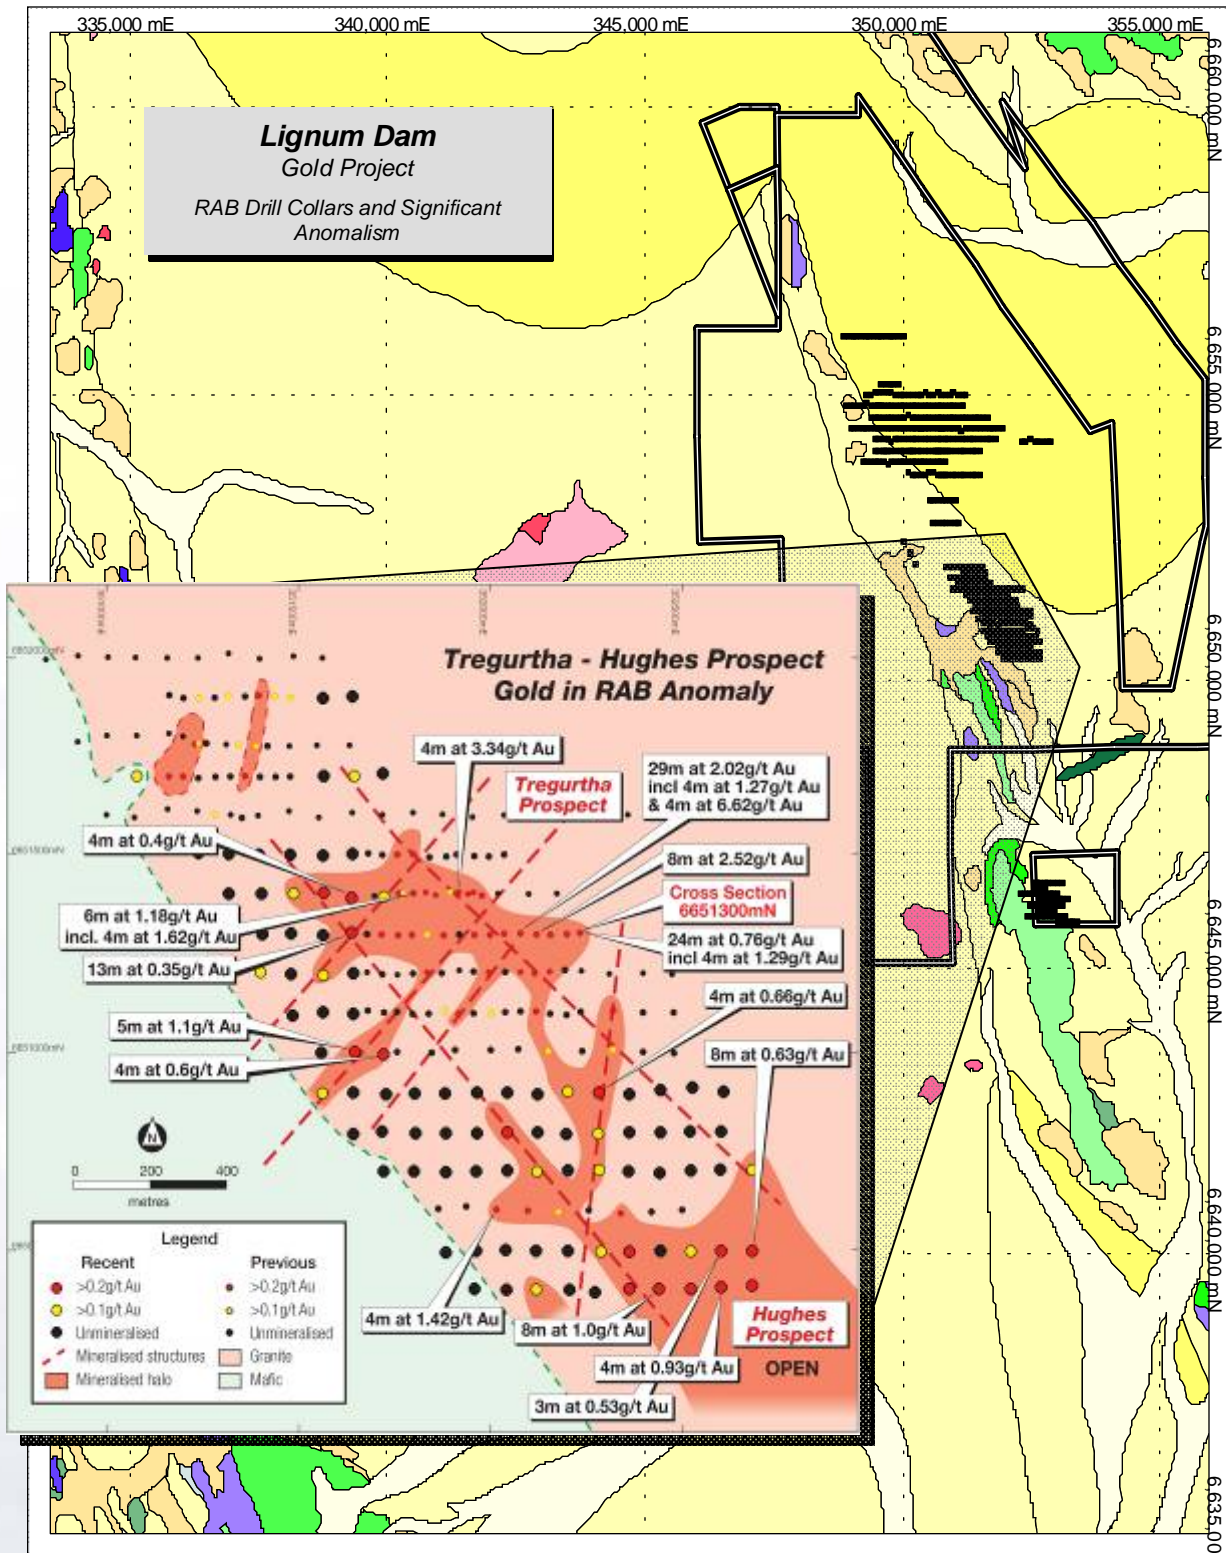 335,000 mE
340,000 mE
345,000 mE
350,000 mE
355,000 mE
6,660,000 mN
6,655,000 mN
6,650,000 mN
6,645,000 mN
6,640,000 mN
6,635,00
Lignum Dam
Gold Project
RAB Drill Collars and Significant
Anomalism
Tregurtha - Hughes Prospect
Gold in RAB Anomaly
4m at 3.34g/t Au
Tregurtha
Prospect
29m at 2.02g/t Au
incl 4m at 1.27g/t Au
& 4m at 6.62g/t Au
4m at 0.4g/t Au
8m at 2.52g/t Au
Cross Section
6651300mN
6m at 1.18g/t Au
incl. 4m at 1.62g/t Au
24m at 0.76g/t Au
incl 4m at 1.29g/t Au
13m at 0.35g/t Au
4m at 0.66g/t Au
5m at 1.1g/t Au
8m at 0.63g/t Au
4m at 0.6g/t Au
N
0 200 400
metres
Legend
Recent Previous
>0.2g/t Au >0.2g/t Au
>0.1g/t Au >0.1g/t Au
Unmineralised Unmineralised
Mineralised structures Granite
Mineralised halo Mafic
4m at 1.42g/t Au
8m at 1.0g/t Au
Hughes
Prospect
4m at 0.93g/t Au
OPEN
3m at 0.53g/t Au